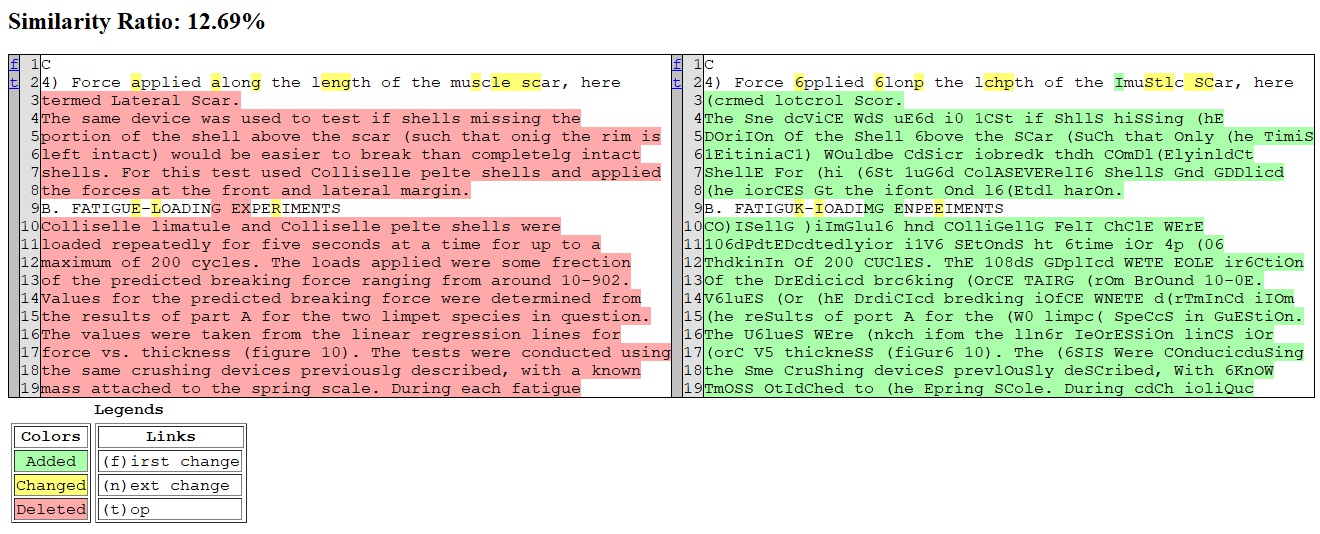 Similarity Ratio: 12.69%
f 1 C
t 2 4) Force applied along the length of the muscle scar, here
3 termed Lateral Scar.
4 The same device was used to test if shells missing the
5 portion of the shell above the scar (such that onig the rim is
6 left intact) would be easier to break than completelg intact
7 shells. For this test used Colliselle pelte shells and applied
8 the forces at the front and lateral margin.
9 B. FATIGUE-LOADING EXPERIMENTS
10 Colliselle limatule and Colliselle pelte shells were
11 loaded repeatedly for five seconds at a time for up to a
12 maximum of 200 cycles. The loads applied were some frection
13 of the predicted breaking force ranging from around 10-902.
14 Values for the predicted breaking force were determined from
15 the results of part A for the two limpet species in question.
16 The values were taken from the linear regression lines for
17 force vs. thickness (figure 10). The tests were conducted using
18 the same crushing devices previouslg described, with a known
19 mass attached to the spring scale. During each fatigue
f 1 C
t 2 4) Force 6pplied 6lonp the lchpth of the ImuStlc SCar, here
3 (crmed lotcrol Scor.
4 The Sne dcViCE WdS uE6d i0 1CSt if ShllS hiSSing (hE
5 DOriIOn Of the Shell 6bove the SCar (SuCh that Only (he TimiS
6 1EitiniaC1) WOuldbe CdSicr iobredk thdh COmDl(ElyinldCt
7 ShellE For (hi (6St 1uG6d ColASEVERelI6 ShellS Gnd GDDlicd
8 (he iorCES Gt the ifont Ond l6(Etdl harOn.
9 B. FATIGUK-IOADIMG ENPEEIMENTS
10 CO)ISellG )iImGlul6 hnd COlliGellG FelI ChClE WErE
11 106dPdtEDcdtedlyior i1V6 SEtOndS ht 6time iOr 4p (06
12 ThdkinIn Of 200 CUClES. ThE 108dS GDplIcd WETE EOLE ir6CtiOn
13 Of the DrEdicicd brc6king (OrCE TAIRG (rOm BrOund 10-0E.
14 V6luES (Or (hE DrdiCIcd bredking iOfCE WNETE d(rTmInCd iIOm
15 (he reSultS of port A for the (W0 limpc( SpeCcS in GuEStiOn.
16 The U6lueS WEre (nkch ifom the lln6r IeOrESSiOn linCS iOr
17 (orC V5 thickneSS (fiGur6 10). The (6SIS Were COnducicduSing
18 the Sme CruShing deviceS prevlOuSly deSCribed, With 6KnOW
19 TmOSS OtIdChed to (he Epring SCole. During cdCh ioliQuc
Legends
Colors Links
Added (f)irst change
Changed (n)ext change
Deleted (t)op